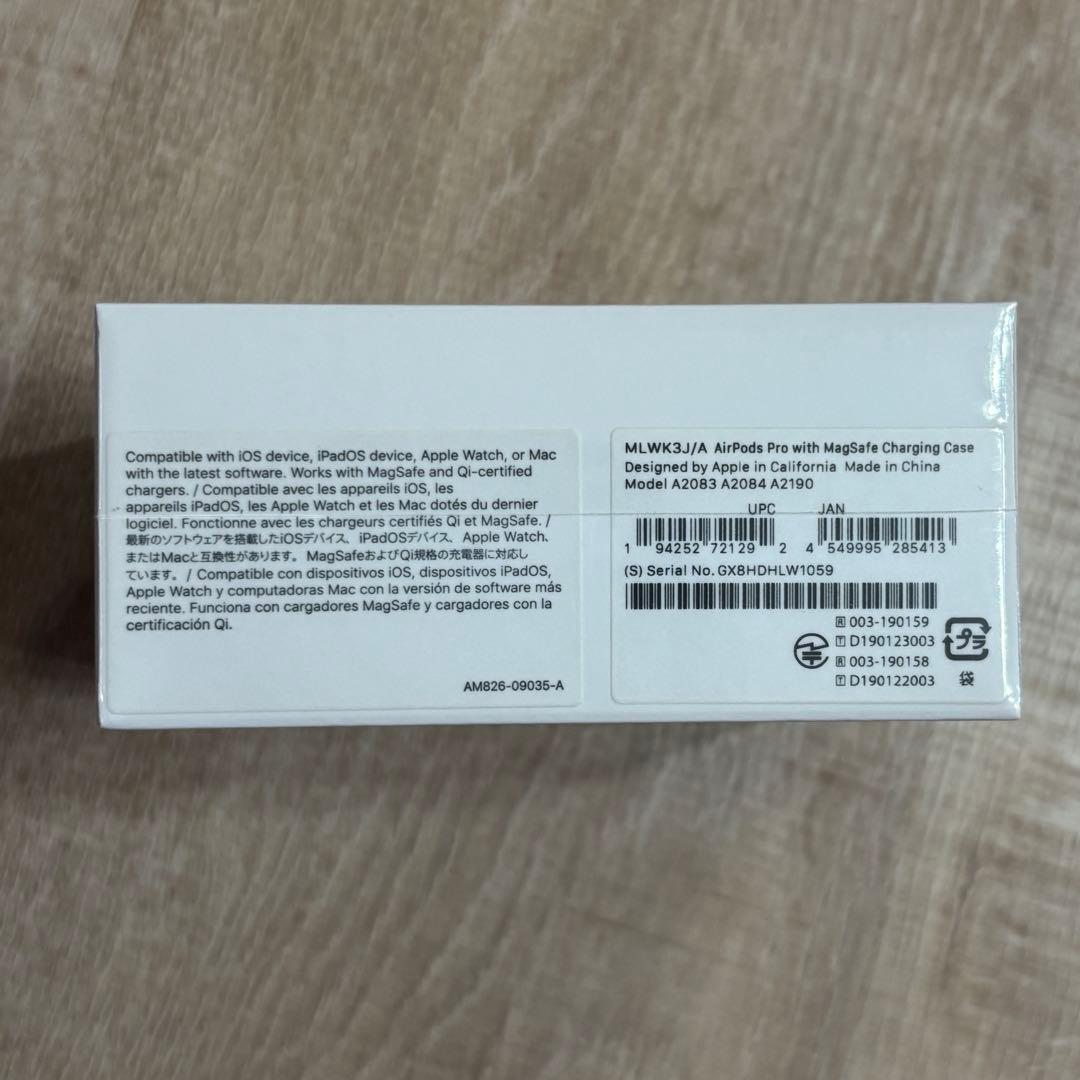 Compatible with iOS device, iPadOS device, Apple Watch, or Mac
with the latest software. Works with MagSafe and Qi-certified
chargers. / Compatible avec les appareils iOS, les
appareils iPadOS, les Apple Watch et les Mac dotés du dernier
logiciel. Fonctionne avec les chargeurs certifiés Qi et MagSafe. /
最新のソフトウェアを搭載したiOSデバイス、iPadOSデバイス、Apple Watch、
またはMacと互換性があります。MagSafeおよびQi規格の充電器に対応し
ています。/ Compatible con dispositivos iOS, dispositivos iPadOS,
Apple Watch y computadoras Mac con la versión de software más
reciente. Funciona con cargadores MagSafe y cargadores con la
certificación Qi.
AM826-09035-A
MLWK3J/A AirPods Pro with MagSafe Charging Case
Designed by Apple in California Made in China
Model A2083 A2084 A2190
UPC JAN
1 94252 72129 2 4 549995 285413
(S) Serial No. GX8HDHLW1059
R 003-190159
T D190123003
R 003-190158
T D190122003
プラ
袋